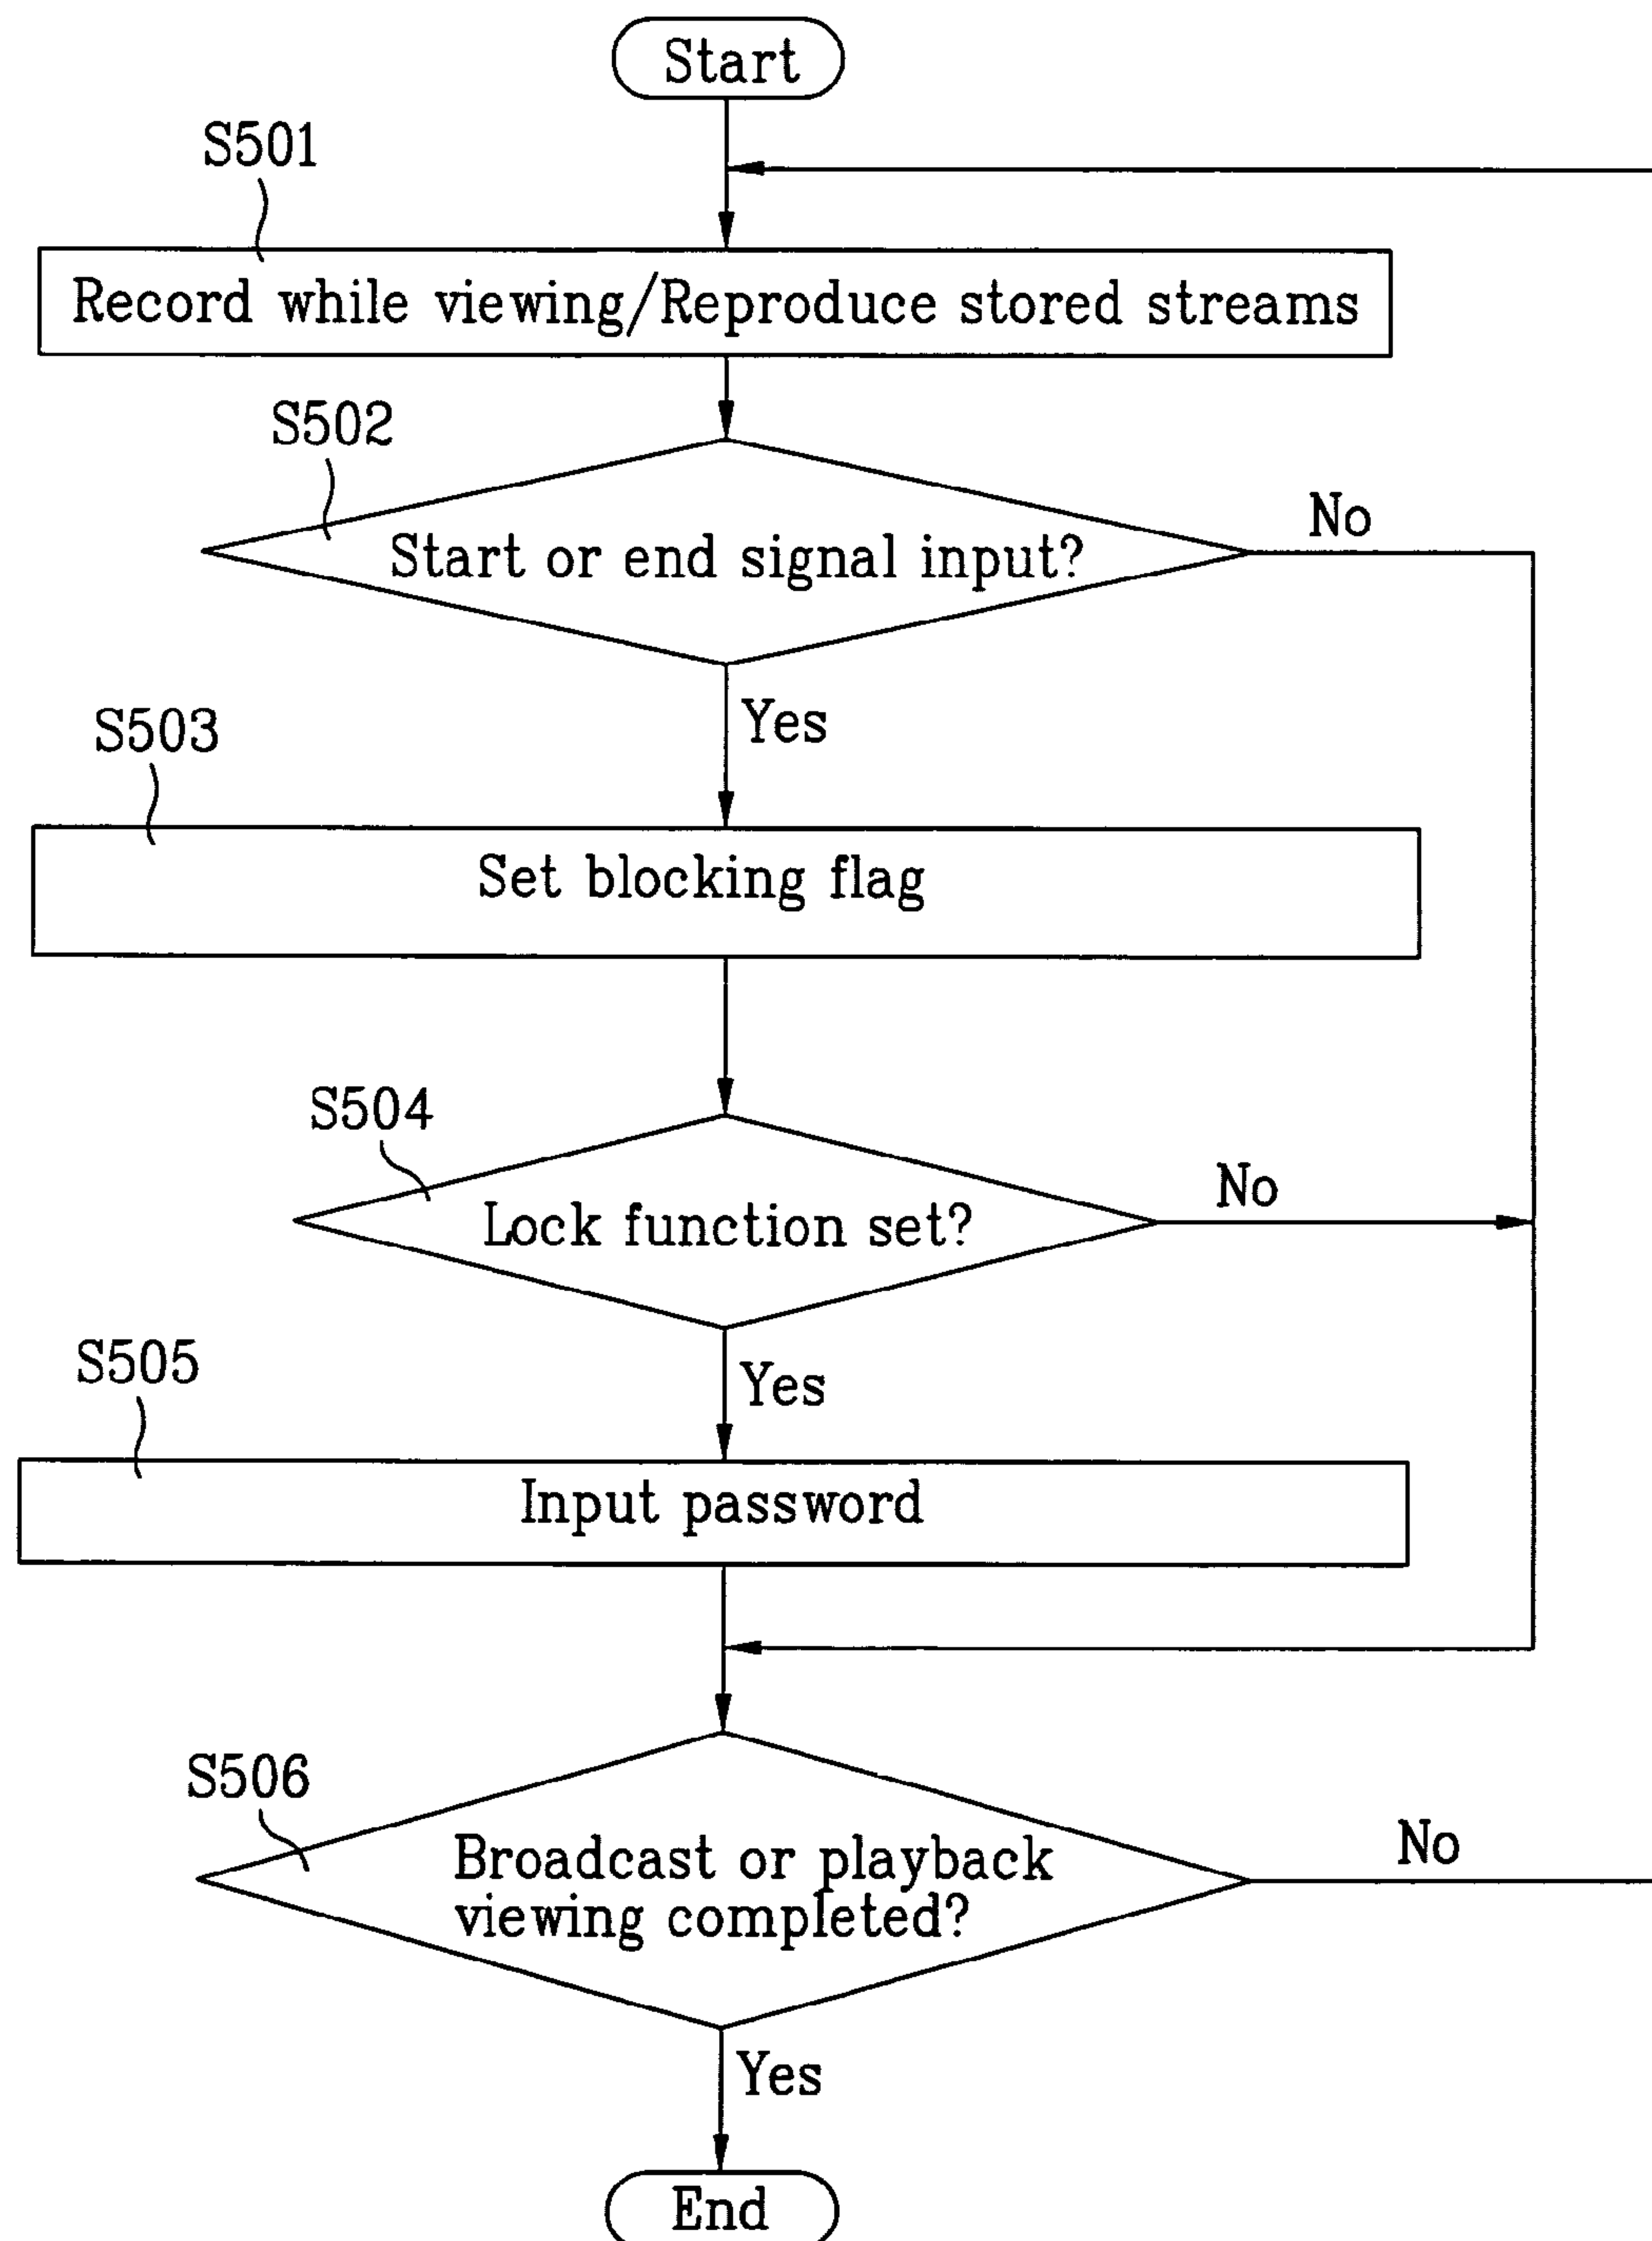 Start
S501
Record while viewing/Reproduce stored streams
S502
Start or end signal input?
No
Yes
S503
Set blocking flag
S504
Lock function set?
No
Yes
S505
Input password
S506
Broadcast or playback
viewing completed?
No
Yes
End